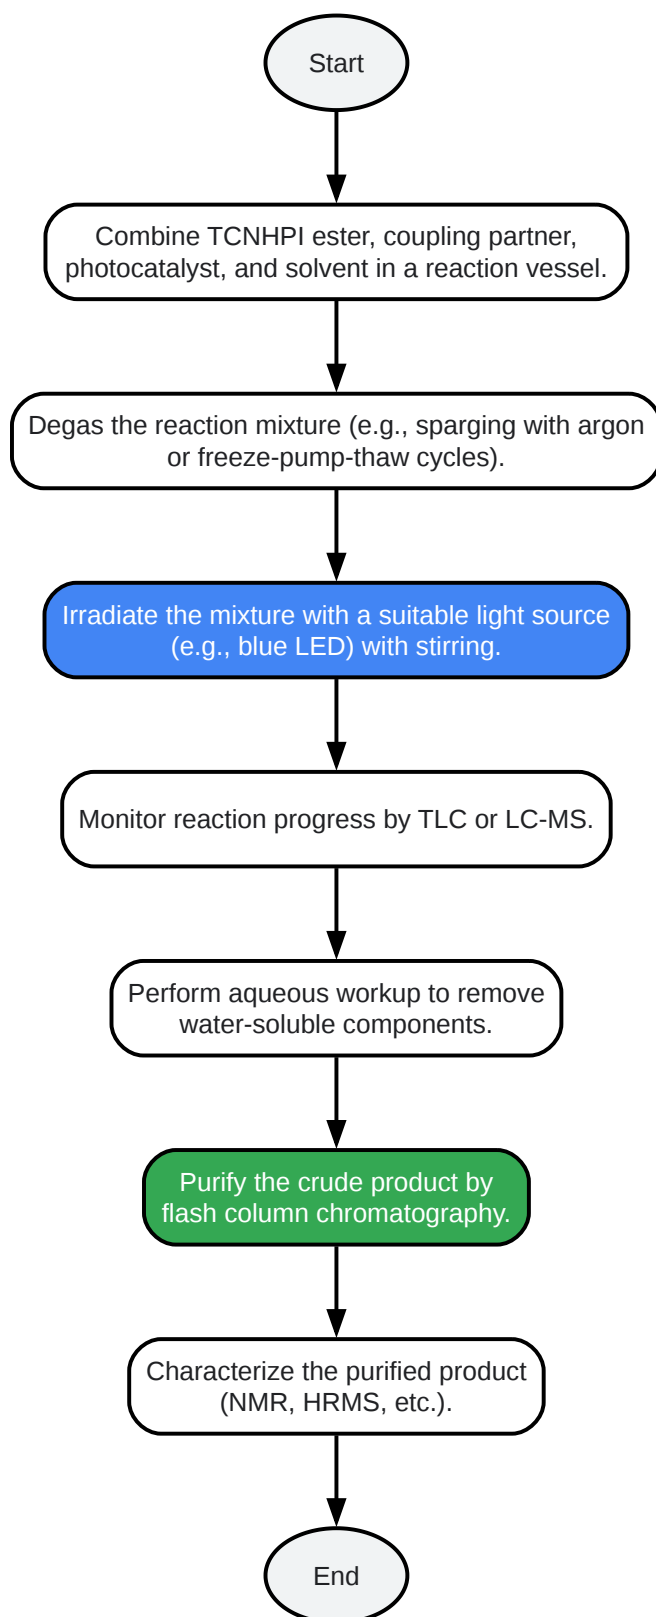 Start
Combine TCNHPI ester, coupling partner,
photocatalyst, and solvent in a reaction vessel.
Degas the reaction mixture (e.g., sparging with argon
or freeze-pump-thaw cycles).
Irradiate the mixture with a suitable light source
(e.g., blue LED) with stirring.
Monitor reaction progress by TLC or LC-MS.
Perform aqueous workup to remove
water-soluble components.
Purify the crude product by
flash column chromatography.
Characterize the purified product
(NMR, HRMS, etc.).
End